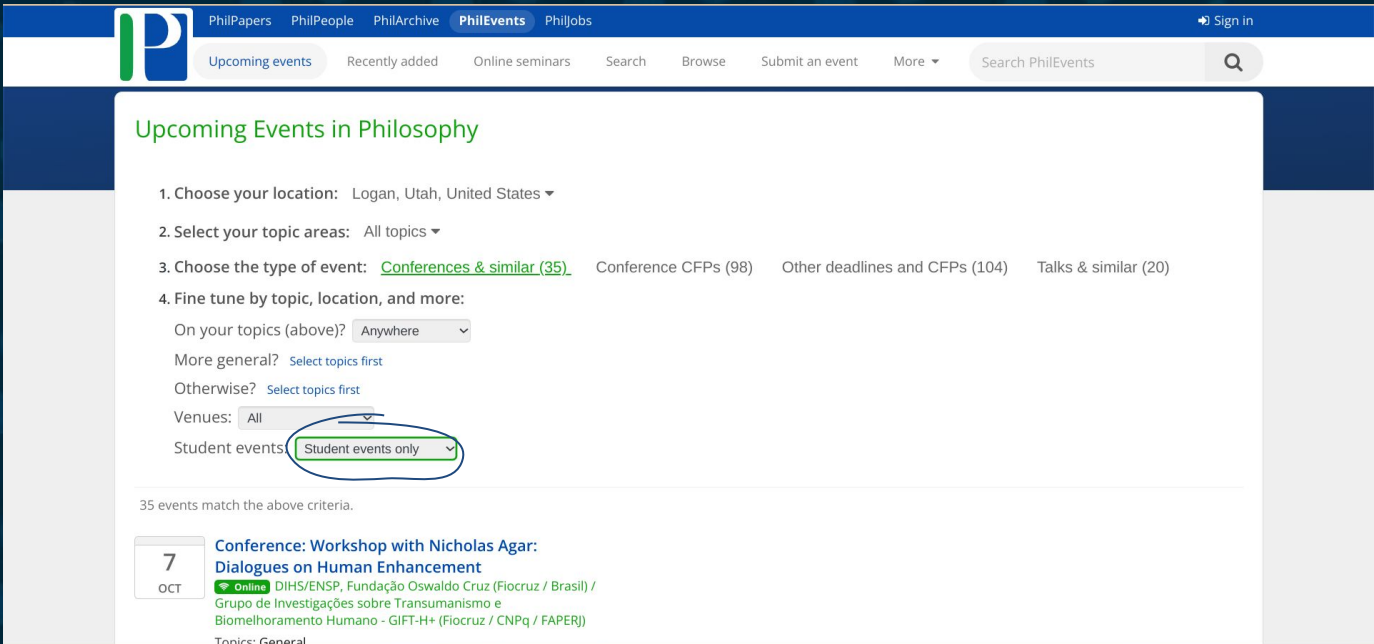 PhilPapers PhilPeople PhilArchive PhilEvents PhilJobs Sign in
Upcoming events Recently added Online seminars Search Browse Submit an event More Search PhilEvents
Upcoming Events in Philosophy
1. Choose your location: Logan, Utah, United States
2. Select your topic areas: All topics
3. Choose the type of event: Conferences & similar (35) Conference CFPs (98) Other deadlines and CFPs (104) Talks & similar (20)
4. Fine tune by topic, location, and more:
On your topics (above)? Anywhere
More general? Select topics first
Otherwise? Select topics first
Venues: All
Student events: Student events only
35 events match the above criteria.
7
OCT
Conference: Workshop with Nicholas Agar:
Dialogues on Human Enhancement
Online DIHS/ENSP, Fundação Oswaldo Cruz (Fiocruz / Brasil) /
Grupo de Investigações sobre Transumanismo e
Biomelhoramento Humano - GIFT-H+ (Fiocruz / CNPq / FAPERJ)
Topics: General